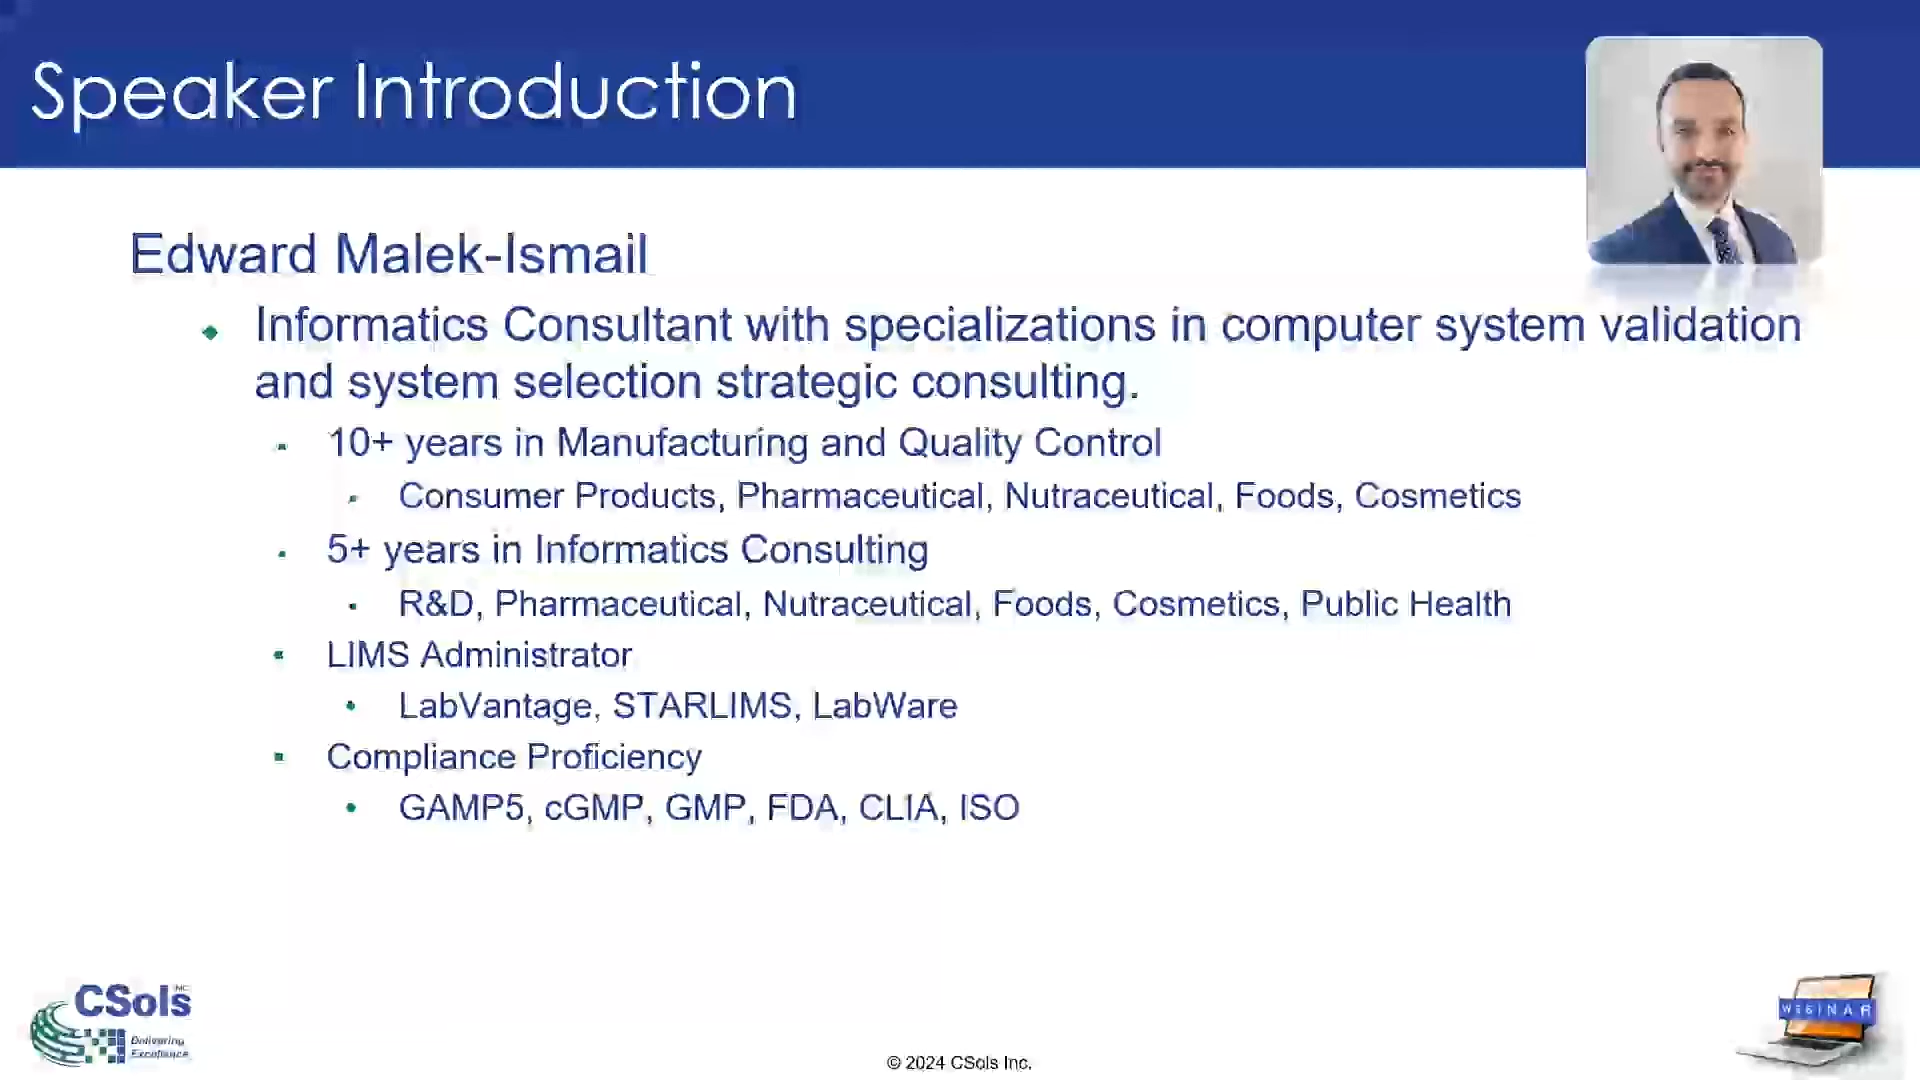 Speaker Introduction
Edward Malek-Ismail
Informatics Consultant with specializations in computer system validation
and system selection strategic consulting.
10+ years in Manufacturing and Quality Control
Consumer Products, Pharmaceutical, Nutraceutical, Foods, Cosmetics
5+ years in Informatics Consulting
R&D, Pharmaceutical, Nutraceutical, Foods, Cosmetics, Public Health
LIMS Administrator
LabVantage, STARLIMS, LabWare
Compliance Proficiency
GAMP5, cGMP, GMP, FDA, CLIA, ISO
CSols INC
Delivering
Excellence
© 2024 CSols Inc.
WEBINAR